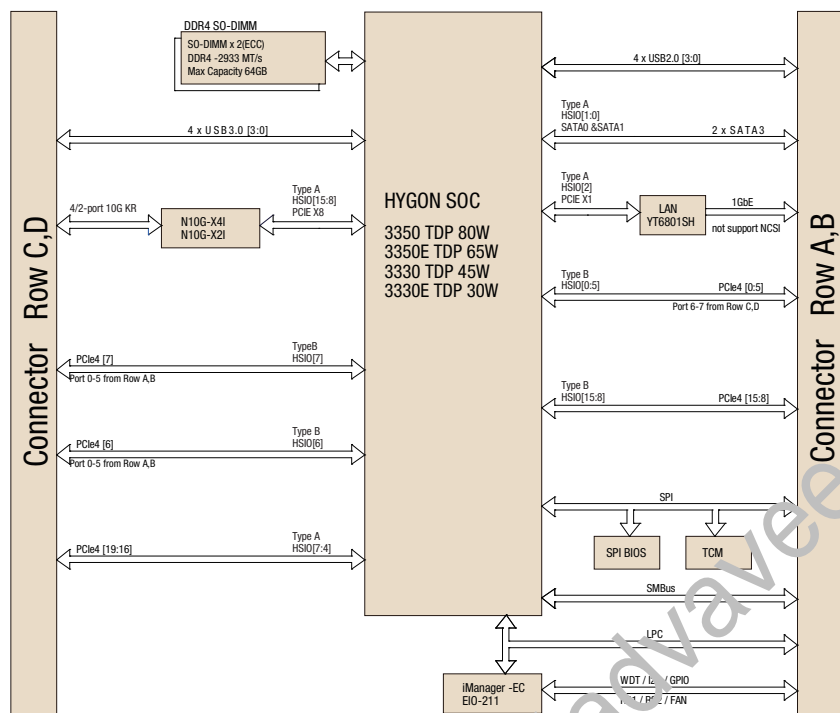 DDR4 SO-DIMM
SO-DIMM x 2(ECC)
DDR4 -2933 MT/s
Max Capacity 64GB
4 x USB3.0 [3:0]
4/2-port 10G KR
N10G-X4I
N10G-X2I
Type A
HSIO[15:8]
PCIE X8
PCIe4 [7]
Port 0-5 from Row A,B
TypeB
HSIO[7]
PCIe4 [6]
Port 0-5 from Row A,B
Type B
HSIO[6]
PCIe4 [19:16]
Type A
HSIO[7:4]
Connector Row C,D
HYGON SOC
3350 TDP 80W
3350E TDP 65W
3330 TDP 45W
3330E TDP 30W
4 x USB2.0 [3:0]
Type A
HSIO[1:0]
SATA0 &SATA1
2 x SATA3
Type A
HSIO[2]
PCIE X1
LAN
YT6801SH
1GbE
not support NCSI
Type B
HSIO[0:5]
PCIe4 [0:5]
Port 6-7 from Row C,D
Type B
HSIO[15:8]
PCIe4 [15:8]
SPI
SPI BIOS
TCM
SMBus
LPC
iManager -EC
EIO-211
WDT / / GPIO
/ FAN
Connector Row A,B